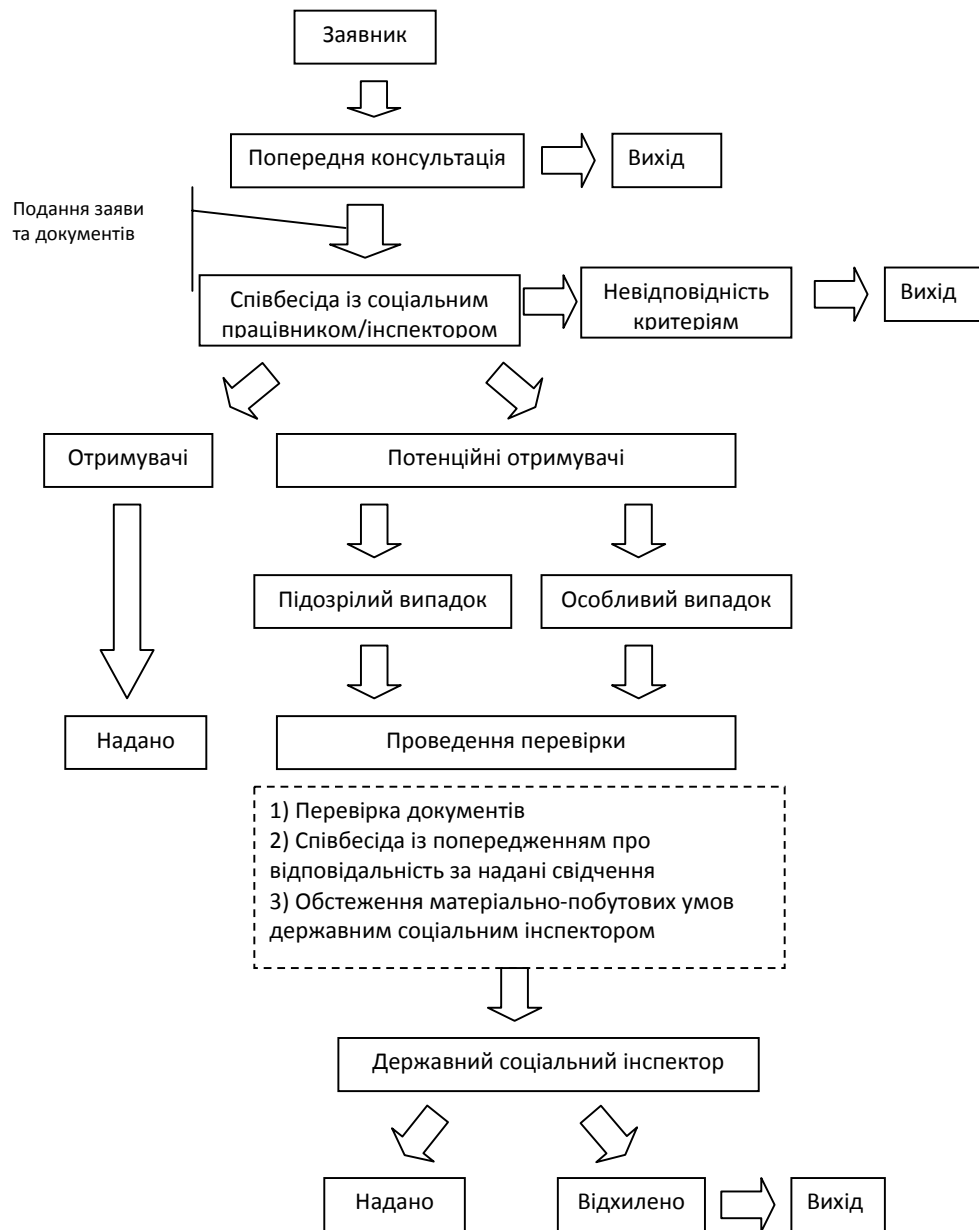 Заявник
Попередня консультація
Вихід
Подання заяви
та документів
Співбесіда із соціальним
працівником/інспектором
Невідповідність
критеріям
Вихід
Отримувачі
Потенційні отримувачі
Підозрілий випадок
Особливий випадок
Надано
Проведення перевірки
1) Перевірка документів
2) Співбесіда із попередженням про
відповідальність за надані свідчення
3) Обстеження матеріально-побутових умов
державним соціальним інспектором
Державний соціальний інспектор
Надано
Відхилено
Вихід